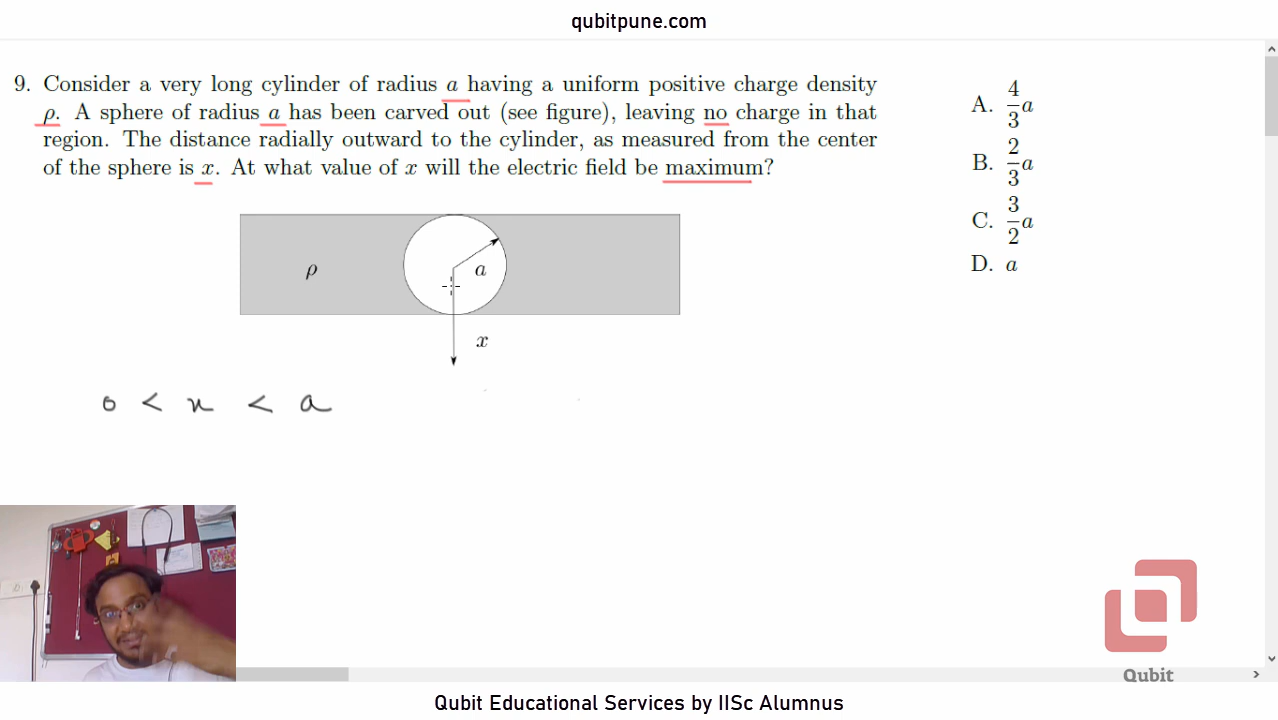 qubitpune.com
9. Consider a very long cylinder of radius a having a uniform positive charge density
ρ. A sphere of radius a has been carved out (see figure), leaving no charge in that
region. The distance radially outward to the cylinder, as measured from the center
of the sphere is x. At what value of x will the electric field be maximum?
A. 4/3 a
B. 2/3 a
C. 3/2 a
D. a
ρ
a
x
0 < x < a
Qubit
Qubit Educational Services by IISc Alumnus